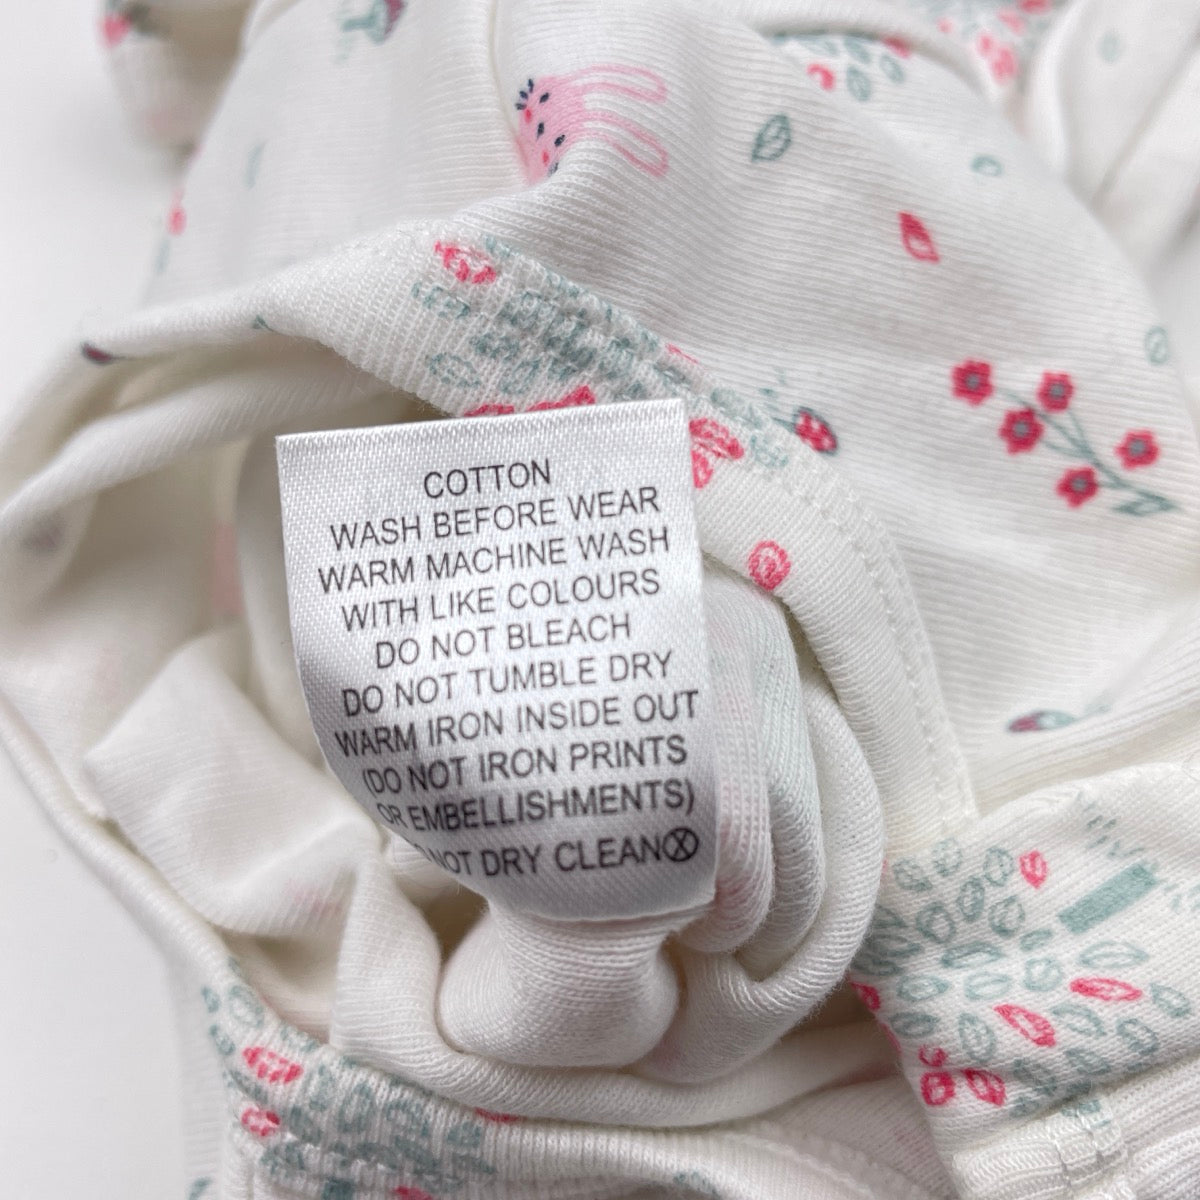 COTTON
WASH BEFORE WEAR
WARM MACHINE WASH
WITH LIKE COLOURS
DO NOT BLEACH
DO NOT TUMBLE DRY
WARM IRON INSIDE OUT
(DO NOT IRON PRINTS
OR EMBELLISHMENTS)
DO NOT DRY CLEAN